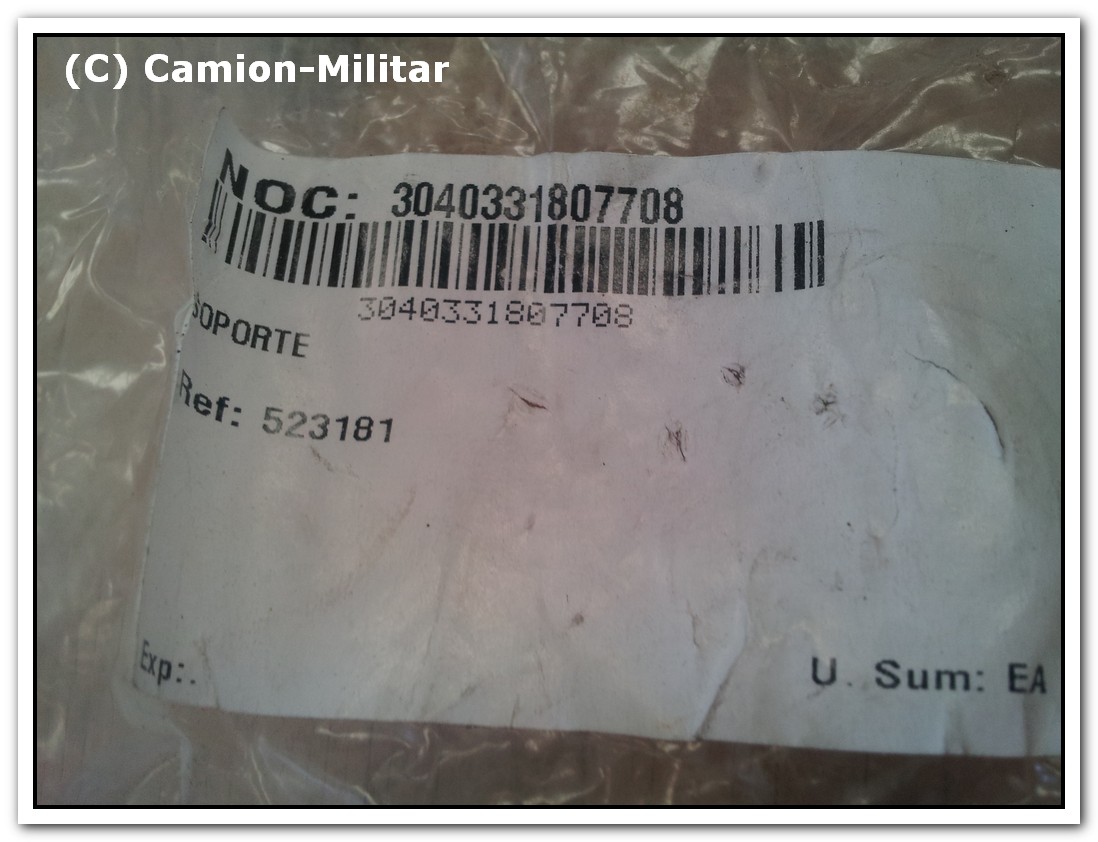 (C) Camion-Militar
NOC: 3040331807708
3040331807708
SOPORTE
Ref: 523181
Exp:.
U. Sum: EA